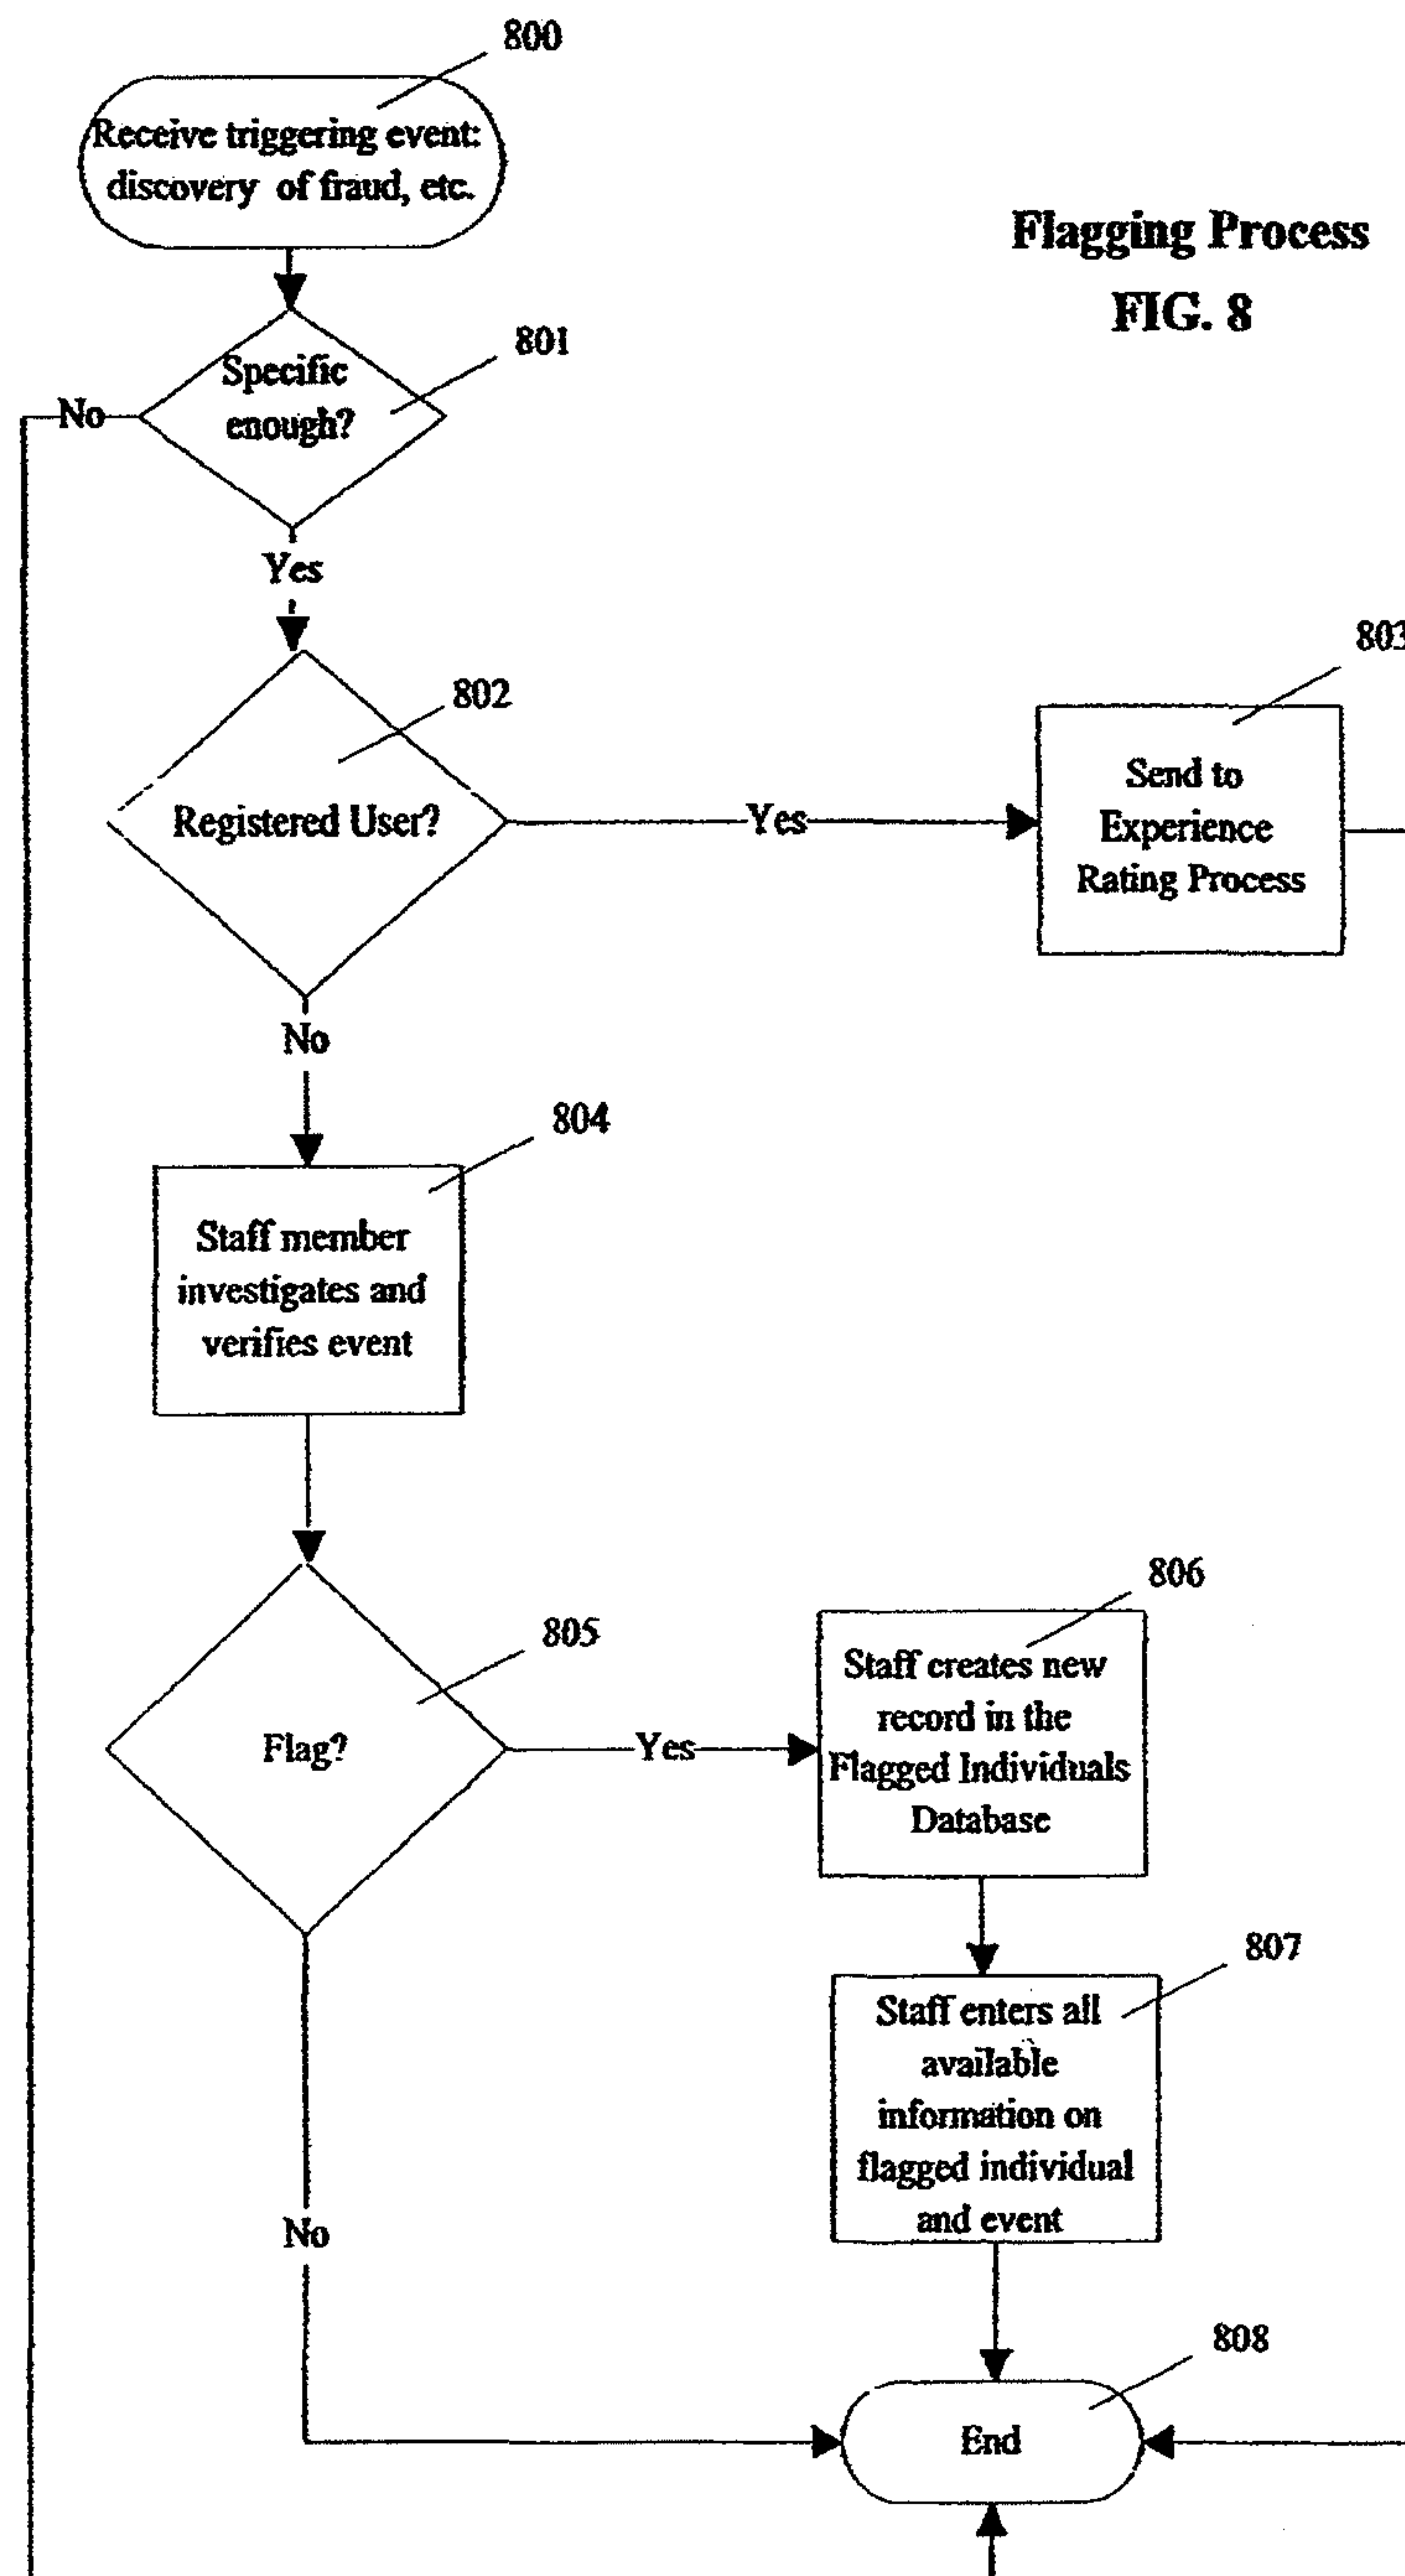 800
Receive triggering event:
discovery of fraud, etc.
Flagging Process
FIG. 8
801
Specific
enough?
No
Yes
802
Registered User?
Yes
803
Send to
Experience
Rating Process
No
804
Staff member
investigates and
verifies event
805
Flag?
Yes
806
Staff creates new
record in the
Flagged Individuals
Database
807
Staff enters all
available
information on
flagged individual
and event
No
808
End